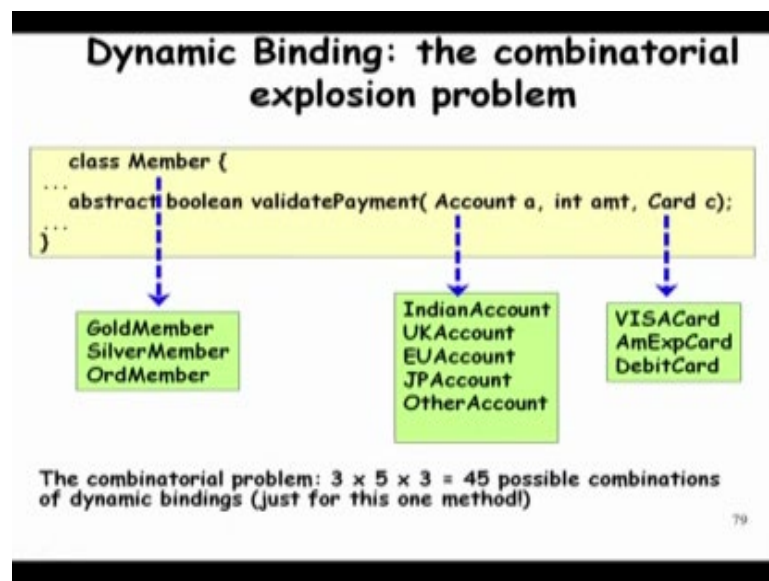 Dynamic Binding: the combinatorial
explosion problem
class Member {
...
abstract boolean validatePayment( Account a, int amt, Card c);
...
}
GoldMember
SilverMember
OrdMember
IndianAccount
UKAccount
EUAccount
JPAccount
OtherAccount
VISACard
AmExpCard
DebitCard
The combinatorial problem: 3 x 5 x 3 = 45 possible combinations
of dynamic bindings (just for this one method!)
79